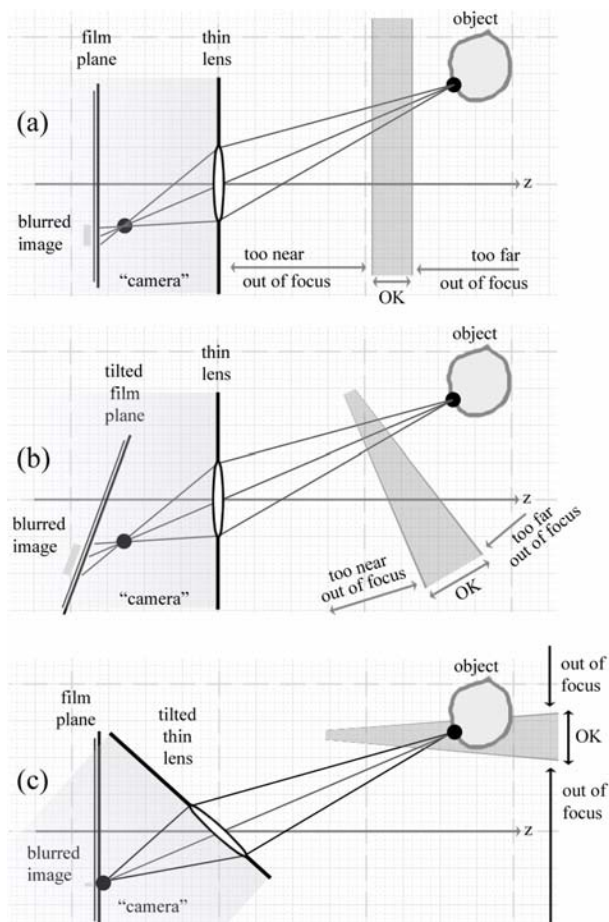 object
film
plane
thin
lens
(a)
z
blurred
image
"camera"
too near
out of focus
OK
too far
out of focus
object
thin
lens
tilted
film
plane
(b)
z
blurred
image
"camera"
too near
out of focus
OK
too far
out of focus
object
out of
focus
film
plane
tilted
thin
lens
OK
(c)
out of
focus
z
blurred
image
"camera"